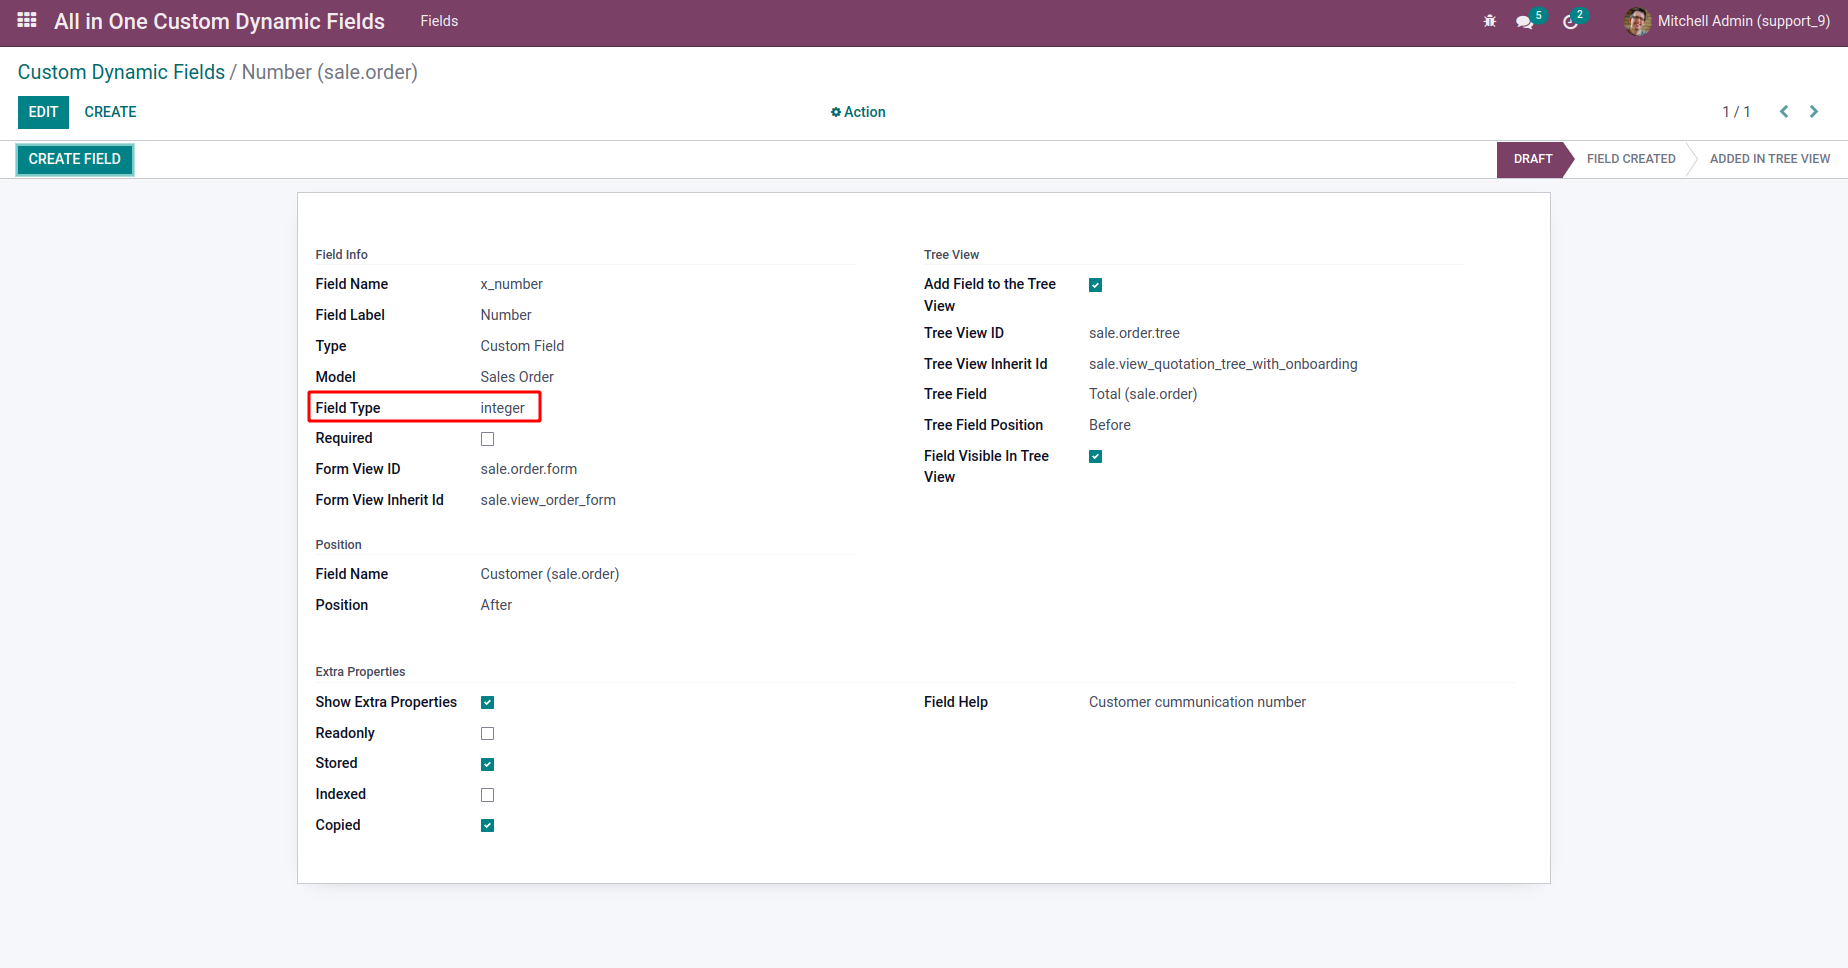 All in One Custom Dynamic Fields Fields 5 2 Mitchell Admin (support_9)
Custom Dynamic Fields / Number (sale.order)
EDIT CREATE Action 1 / 1
CREATE FIELD DRAFT FIELD CREATED ADDED IN TREE VIEW
Field Info
Field Name x_number
Field Label Number
Type Custom Field
Model Sales Order
Field Type integer
Required
Form View ID sale.order.form
Form View Inherit Id sale.view_order_form
Tree View
Add Field to the Tree
View
Tree View ID sale.order.tree
Tree View Inherit Id sale.view_quotation_tree_with_onboarding
Tree Field Total (sale.order)
Tree Field Position Before
Field Visible In Tree
View
Position
Field Name Customer (sale.order)
Position After
Extra Properties
Show Extra Properties
Readonly
Stored
Indexed
Copied
Field Help Customer cummunication number